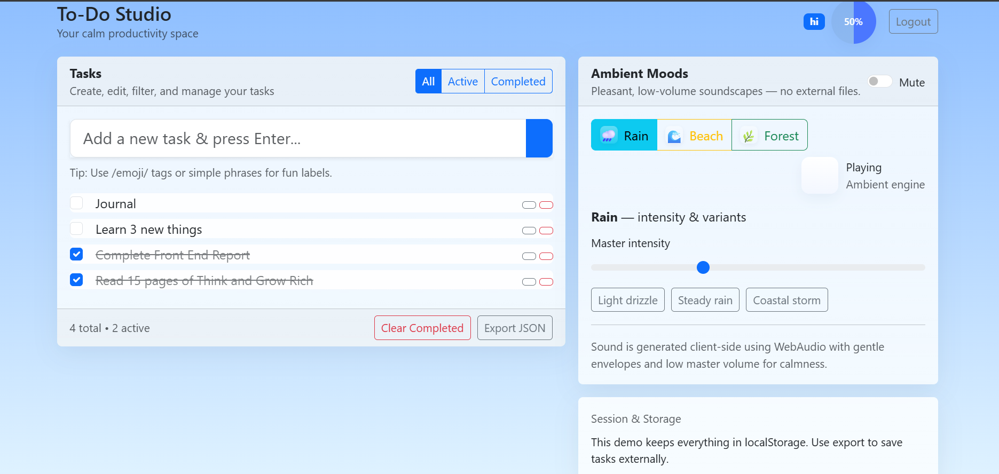 To-Do Studio
Your calm productivity space
hi
50%
Logout
Tasks
Create, edit, filter, and manage your tasks
All
Active
Completed
Add a new task & press Enter...
Tip: Use /emoji/ tags or simple phrases for fun labels.
Journal
Learn 3 new things
Complete Front End Report
Read 15 pages of Think and Grow Rich
4 total • 2 active
Clear Completed
Export JSON
Ambient Moods
Pleasant, low-volume soundscapes — no external files.
Mute
Rain
Beach
Forest
Playing
Ambient engine
Rain — intensity & variants
Master intensity
Light drizzle
Steady rain
Coastal storm
Sound is generated client-side using WebAudio with gentle
envelopes and low master volume for calmness.
Session & Storage
This demo keeps everything in localStorage. Use export to save
tasks externally.